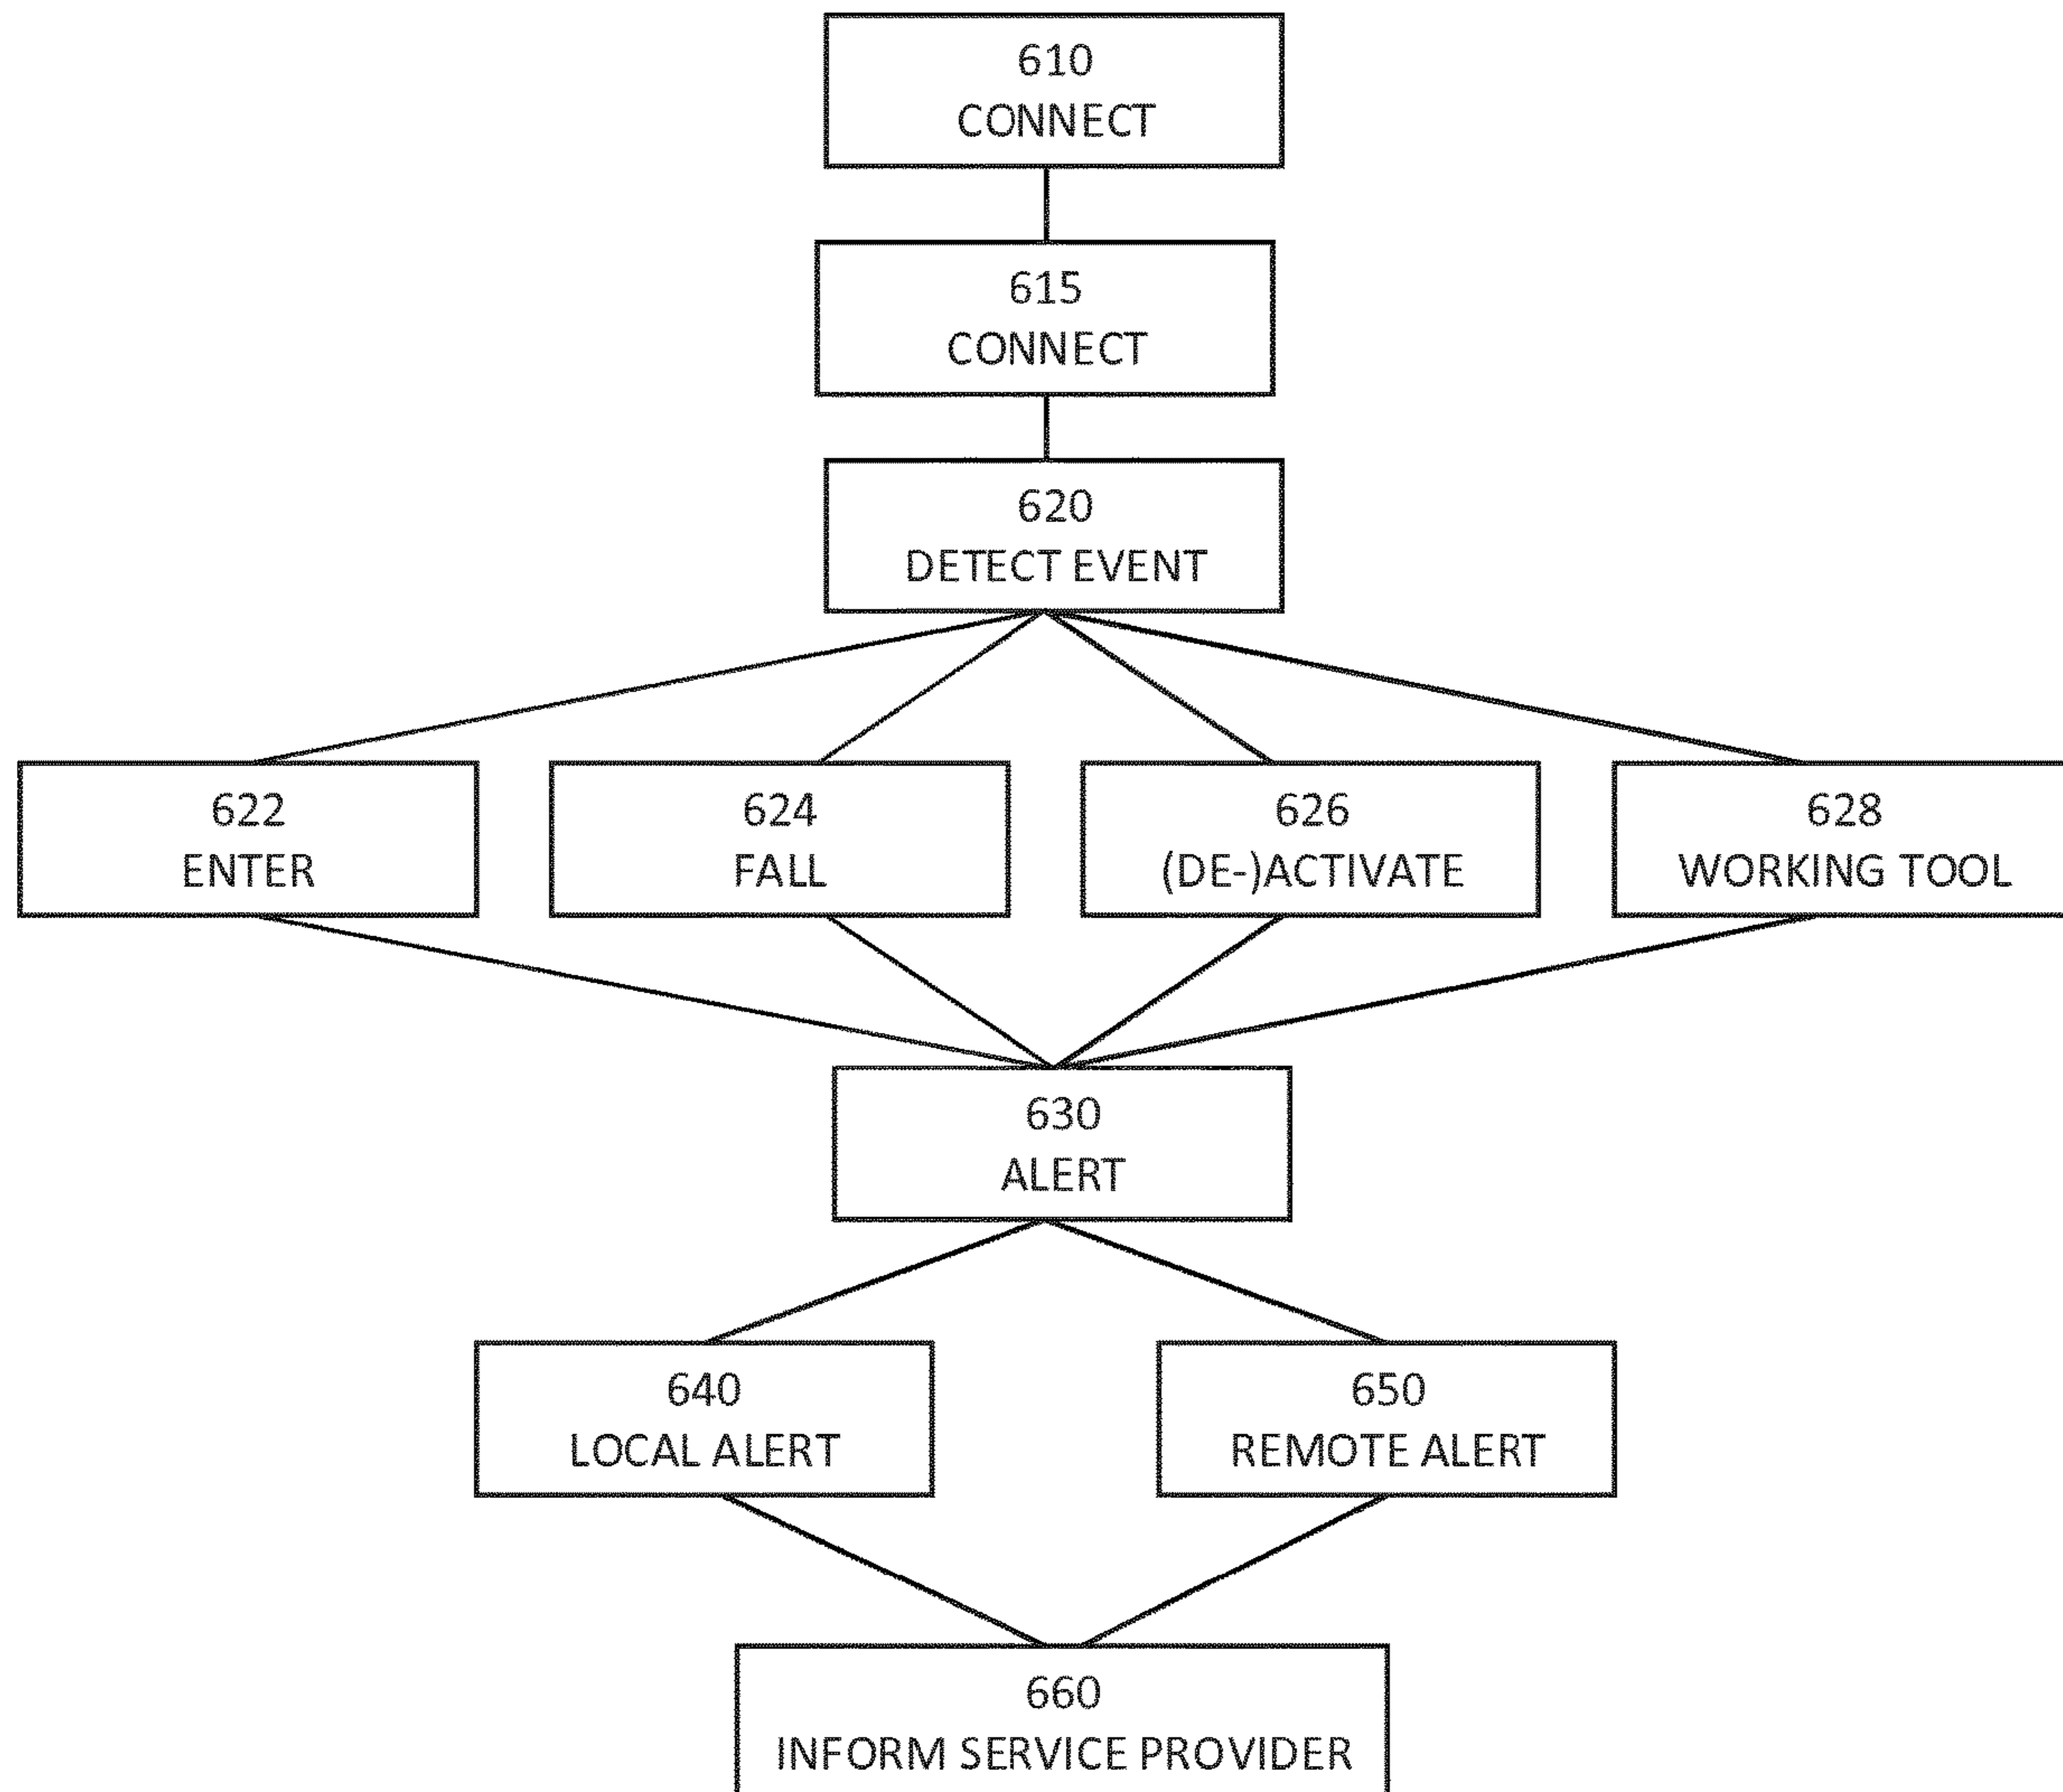 610
CONNECT
615
CONNECT
620
DETECT EVENT
622
ENTER
624
FALL
626
(DE-)ACTIVATE
628
WORKING TOOL
630
ALERT
640
LOCAL ALERT
650
REMOTE ALERT
660
INFORM SERVICE PROVIDER